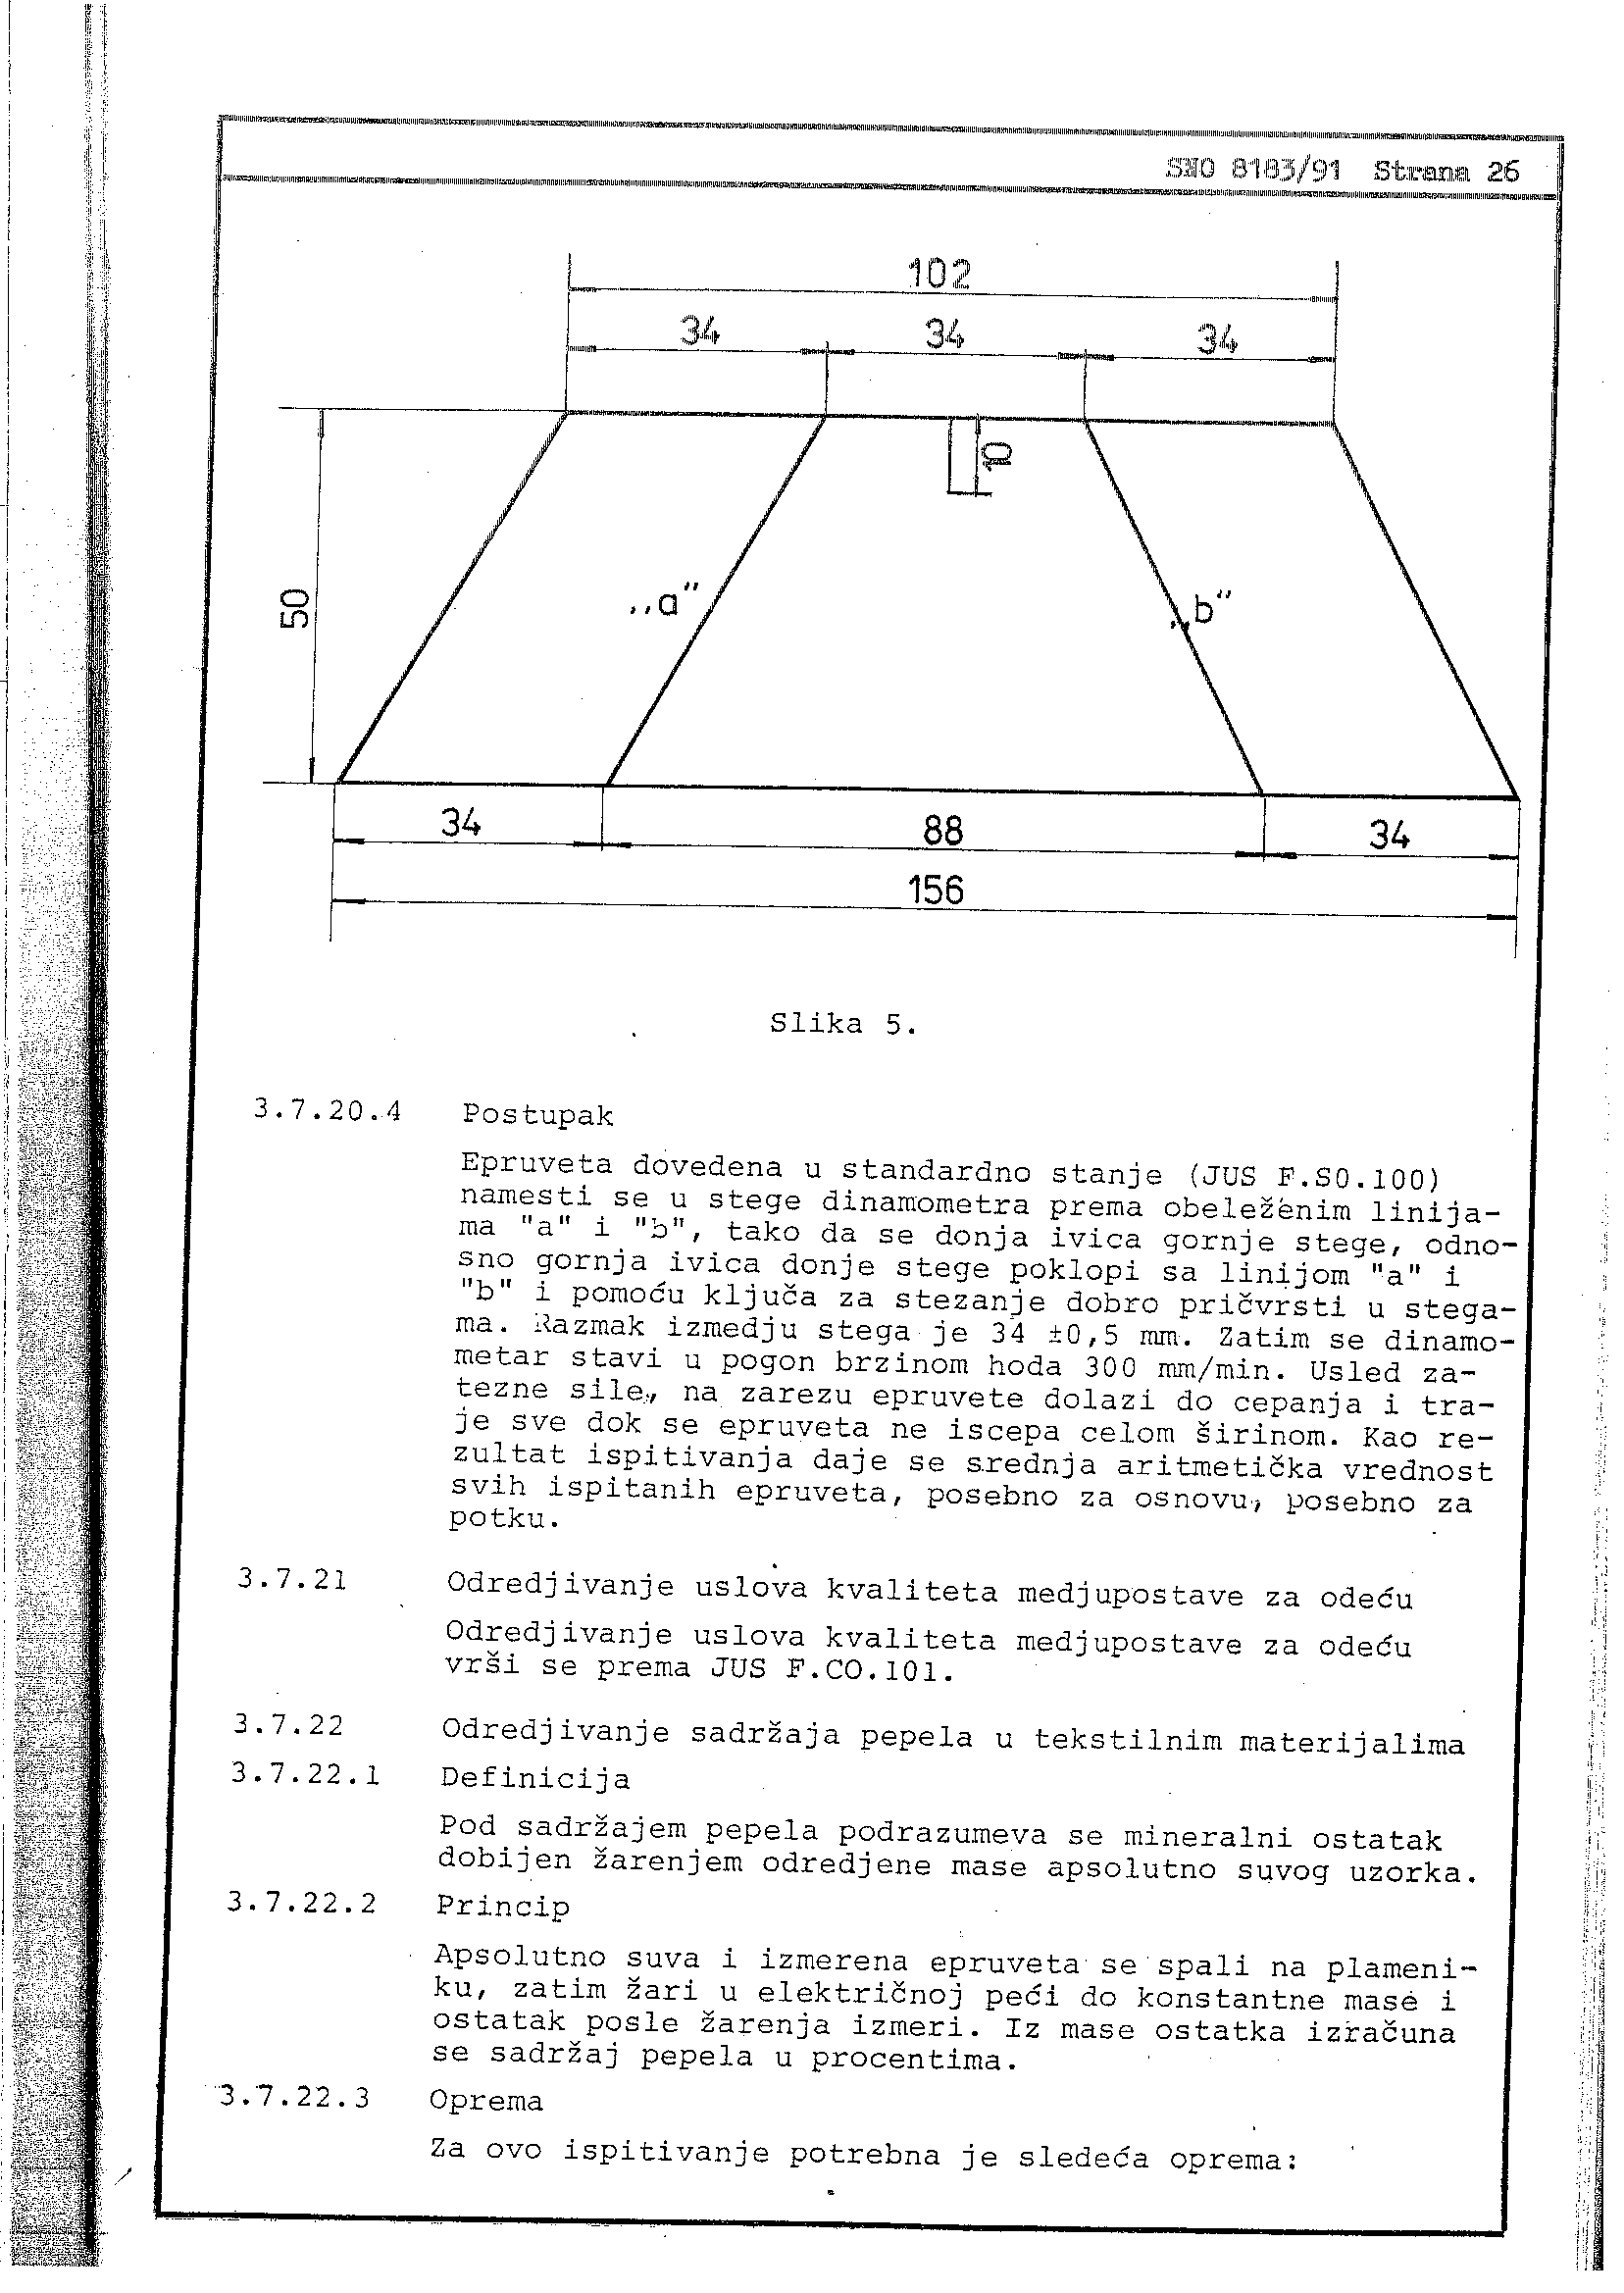 SNO 8183/91 Strana 26
102
34 34 34
10
50
„a" „b"
34 88 34
156
Slika 5.
3.7.20.4 Postupak
Epruveta dovedena u standardno stanje (JUS F.SO.100)
namesti se u stege dinamometra prema obeleženim linija-
ma "a" i "b", tako da se donja ivica gornje stege, odno-
sno gornja ivica donje stege poklopi sa linijom "a" i
"b" i pomoću ključa za stezanje dobro pričvrsti u stega-
ma. Razmak izmedju stega je 34 ±0,5 mm. Zatim se dinamo-
metar stavi u pogon brzinom hoda 300 mm/min. Usled za-
tezne sile, na zarezu epruvete dolazi do cepanja i tra-
je sve dok se epruveta ne iscepa celom širinom. Kao re-
zultat ispitivanja daje se srednja aritmetička vrednost
svih ispitanih epruveta, posebno za osnovu, posebno za
potku.
3.7.21 Odredjivanje uslova kvaliteta medjupostave za odeću
Odredjivanje uslova kvaliteta medjupostave za odeću
vrši se prema JUS F.CO.101.
3.7.22 Odredjivanje sadržaja pepela u tekstilnim materijalima
3.7.22.1 Definicija
Pod sadržajem pepela podrazumeva se mineralni ostatak
dobijen žarenjem odredjene mase apsolutno suvog uzorka.
3.7.22.2 Princip
Apsolutno suva i izmerena epruveta se spali na plameni-
ku, zatim žari u električnoj peći do konstantne mase i
ostatak posle žarenja izmeri. Iz mase ostatka izračuna
se sadržaj pepela u procentima.
3.7.22.3 Oprema
Za ovo ispitivanje potrebna je sledeća oprema: